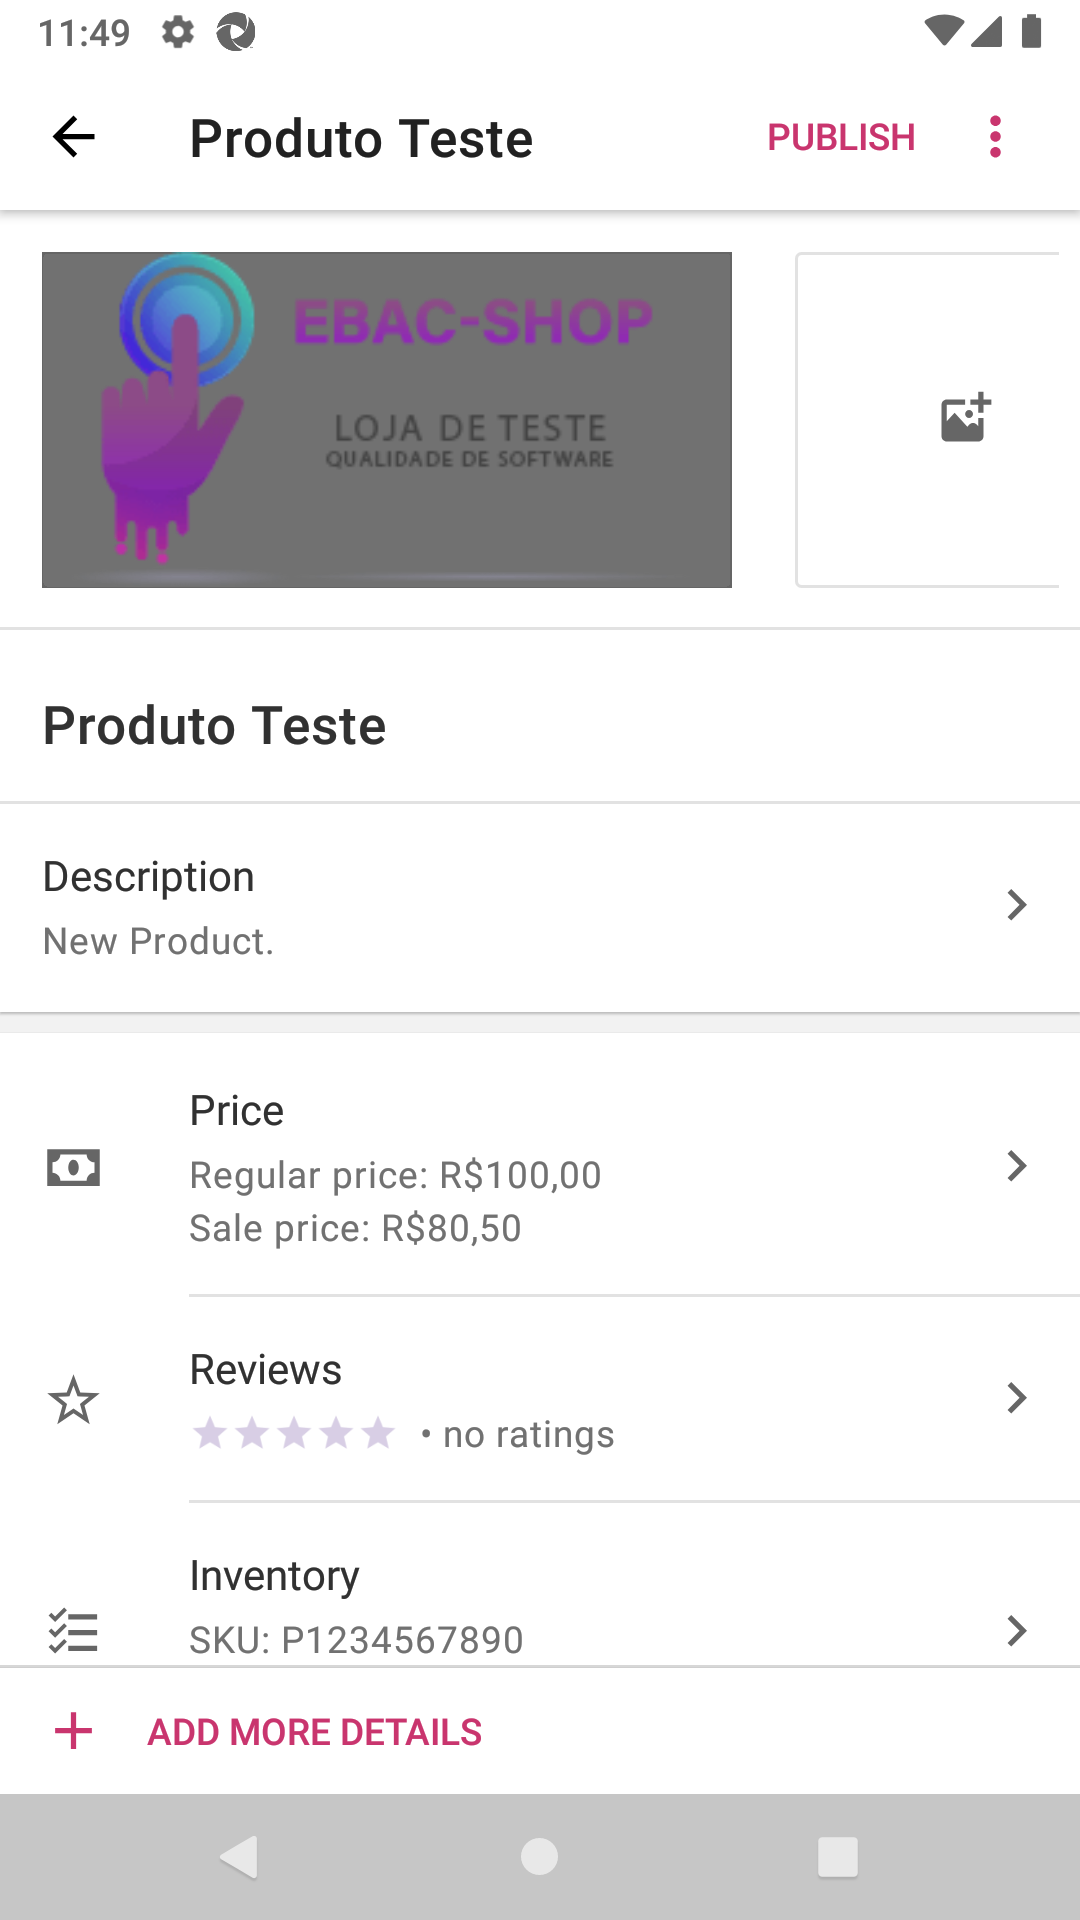 11:49
Produto Teste
PUBLISH
EBAC-SHOP
LOJA DE TESTE
QUALIDADE DE SOFTWARE
Produto Teste
Description
New Product.
Price
Regular price: R$100,00
Sale price: R$80,50
Reviews
• no ratings
Inventory
SKU: P1234567890
ADD MORE DETAILS